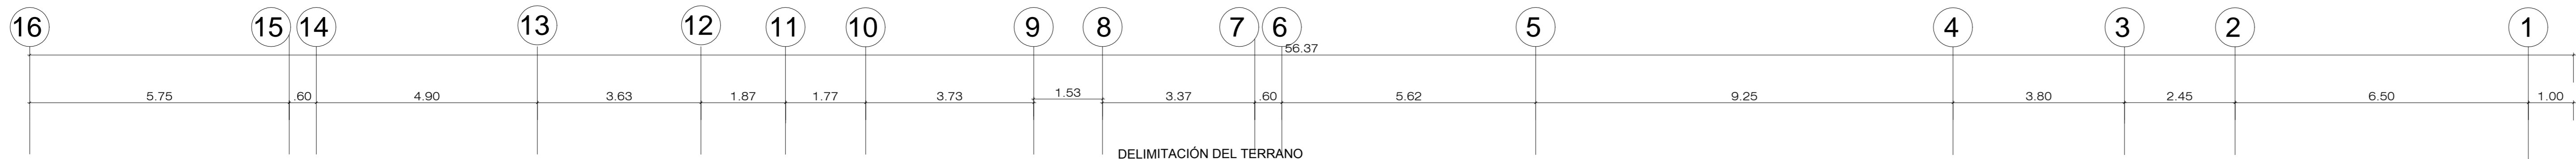 16 15 14 13 12 11 10 9 8 7 6 5 4 3 2 1
56.37
5.75 .60 4.90 3.63 1.87 1.77 3.73 1.53 3.37 .60 5.62 9.25 3.80 2.45 6.50 1.00
DELIMITACIÓN DEL TERRANO